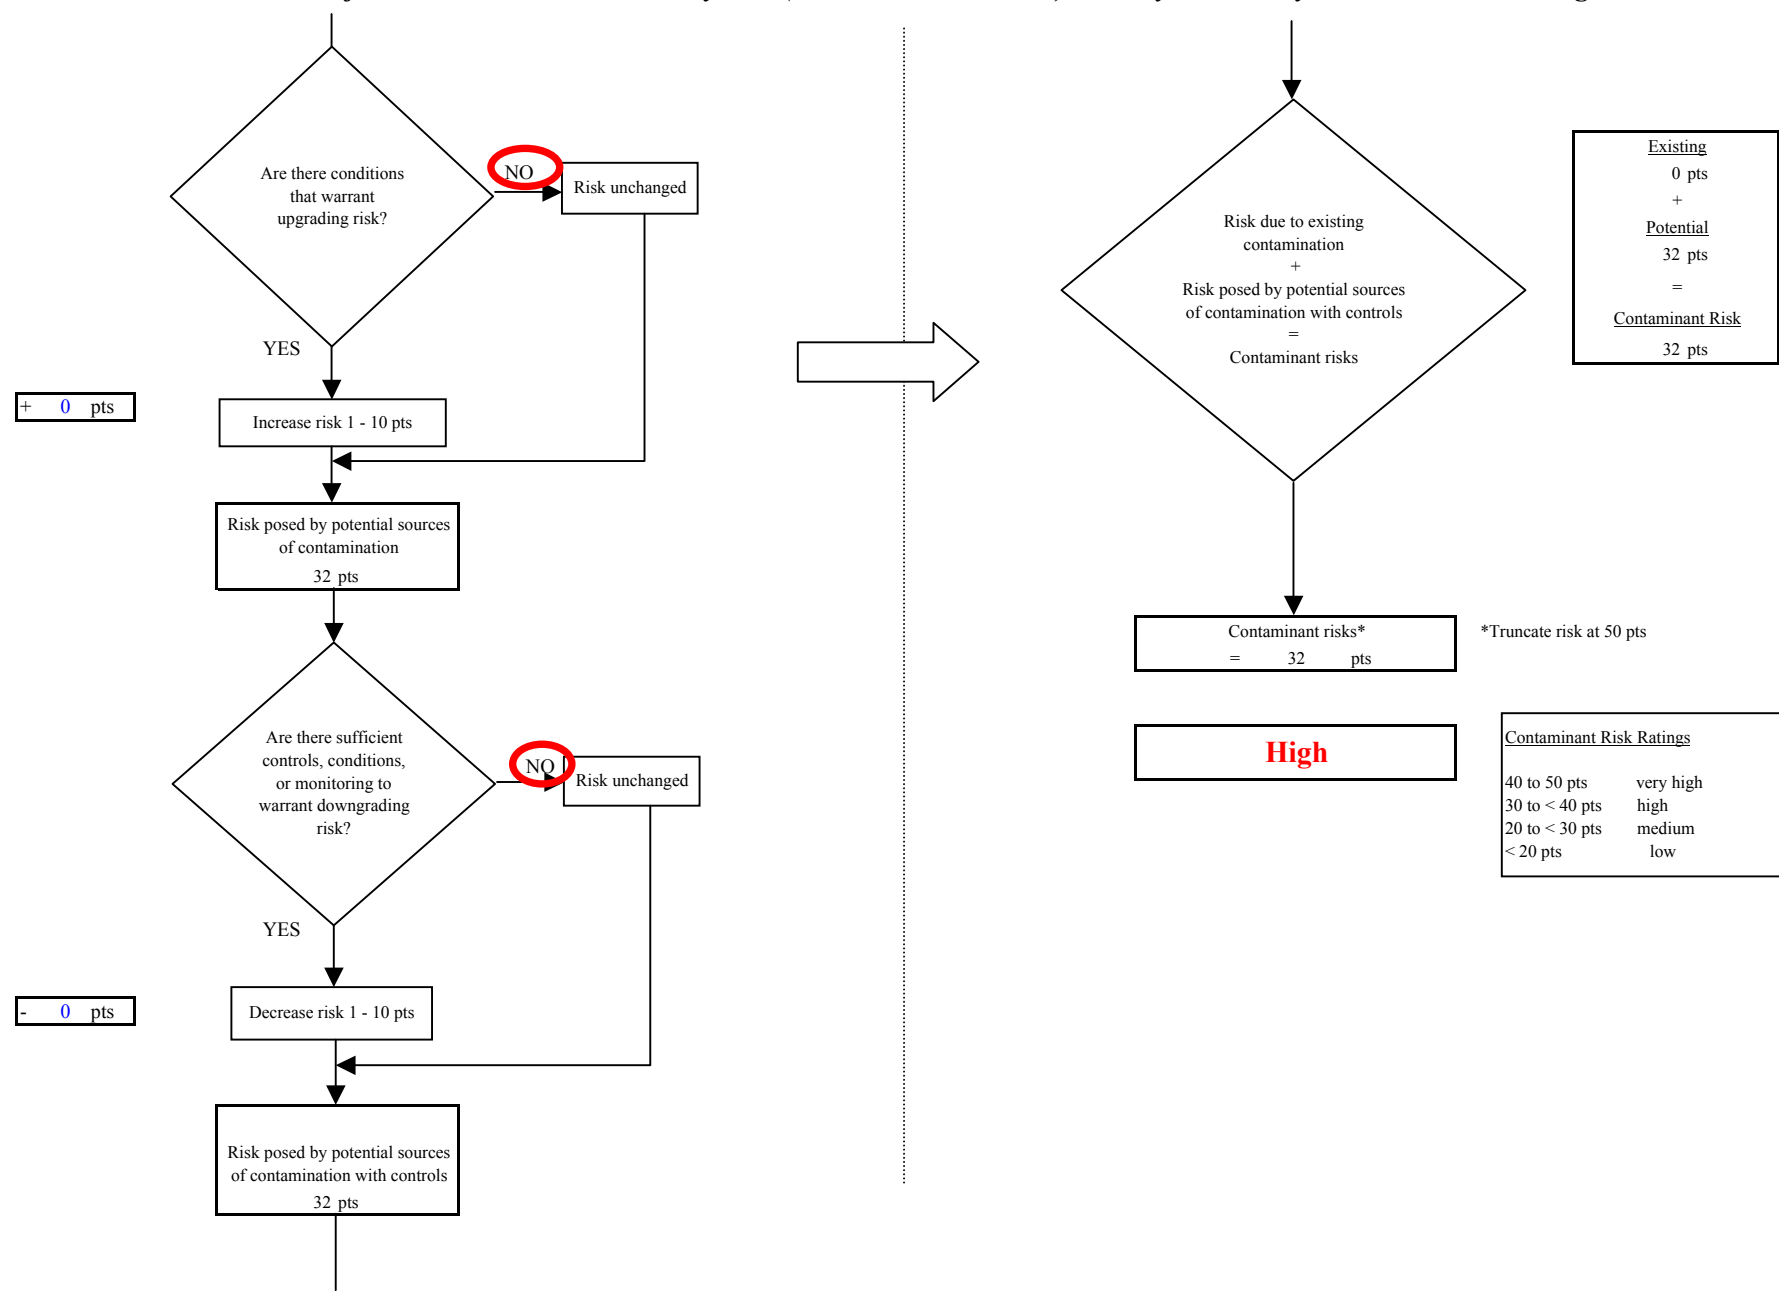 Are there conditions
that warrant
upgrading risk?
NO
Risk unchanged
YES
+ 0 pts
Increase risk 1 - 10 pts
Risk posed by potential sources
of contamination
32 pts
Are there sufficient
controls, conditions,
or monitoring to
warrant downgrading
risk?
NO
Risk unchanged
YES
- 0 pts
Decrease risk 1 - 10 pts
Risk posed by potential sources
of contamination with controls
32 pts
Risk due to existing
contamination
+
Risk posed by potential sources
of contamination with controls
=
Contaminant risks
Existing
0 pts
+
Potential
32 pts
=
Contaminant Risk
32 pts
Contaminant risks*
= 32 pts
*Truncate risk at 50 pts
High
Contaminant Risk Ratings
40 to 50 pts very high
30 to < 40 pts high
20 to < 30 pts medium
< 20 pts low